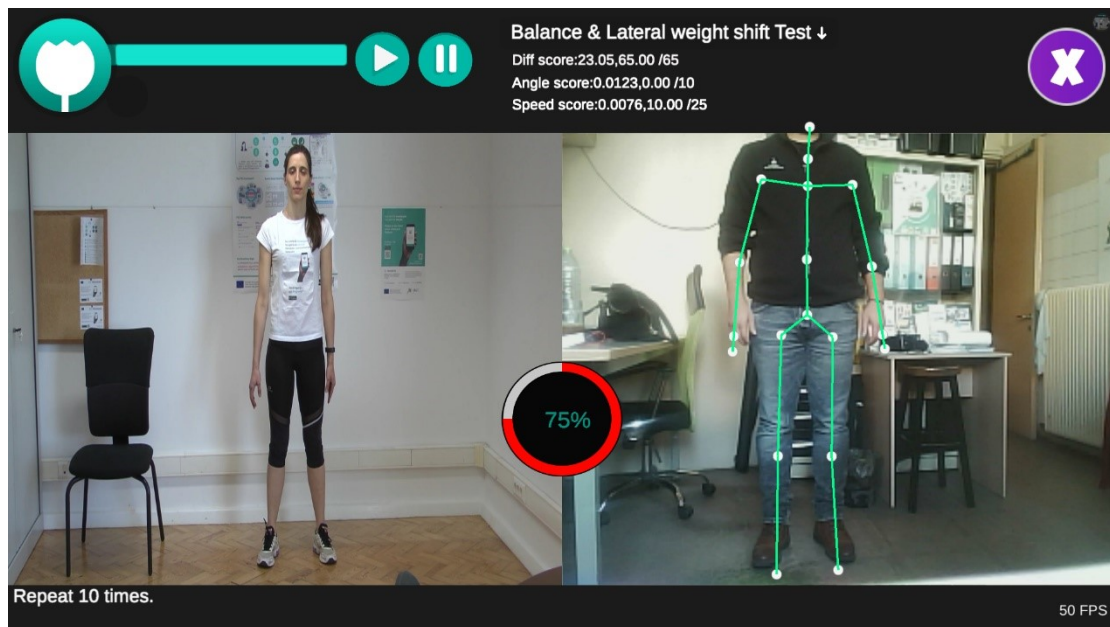 Balance & Lateral weight shift Test ↓
Diff score:23.05,65.00 /65
Angle score:0.0123,0.00 /10
Speed score:0.0076,10.00 /25
X
75%
Repeat 10 times.
50 FPS